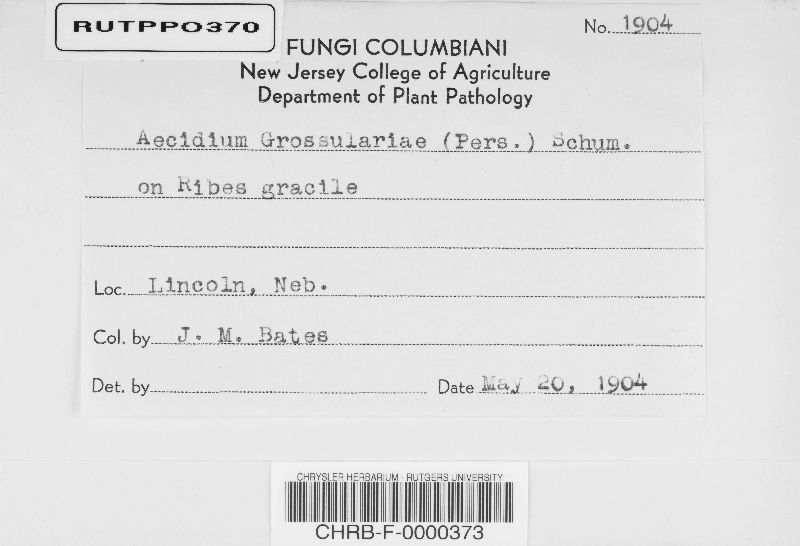 RUTPPO370
No. 1904
FUNGI COLUMBIANI
New Jersey College of Agriculture
Department of Plant Pathology
Aecidium Grossulariae (Pers.) Schum.
on Ribes gracile
Loc. Lincoln, Neb.
Col. by J. M. Bates
Det. by
Date May 20, 1904
CHRYSLER HERBARIUM - RUTGERS UNIVERSITY
CHRB-F-0000373